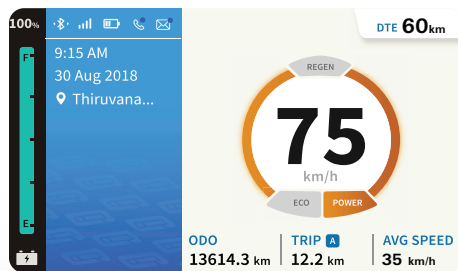 100%
F
E
9:15 AM
30 Aug 2018
Thiruvana...
DTE 60km
REGEN
75
km/h
ECO
POWER
ODO
13614.3 km
TRIP A
12.2 km
AVG SPEED
35 km/h